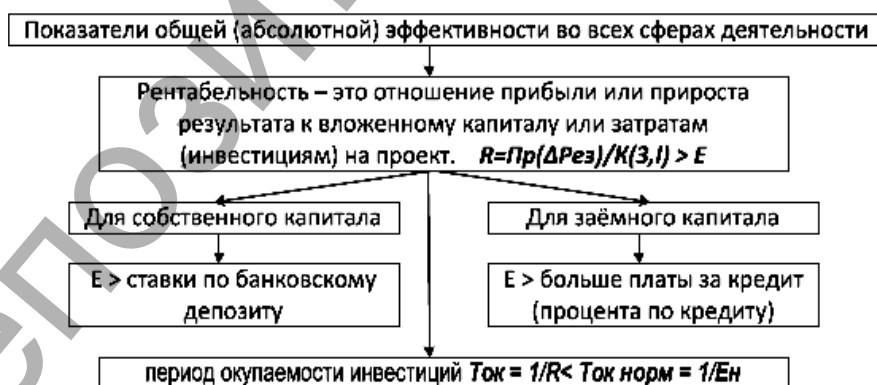 Показатели общей (абсолютной) эффективности во всех сферах деятельности
Рентабельность – это отношение прибыли или прироста
результата к вложенному капиталу или затратам
(инвестициям) на проект. R=Пр(ΔРез)/К(З,I) > E
Для собственного капитала
Для заёмного капитала
E > ставки по банковскому
депозиту
E > больше платы за кредит
(процента по кредиту)
период окупаемости инвестиций Ток = 1/R< Ток норм = 1/Ен